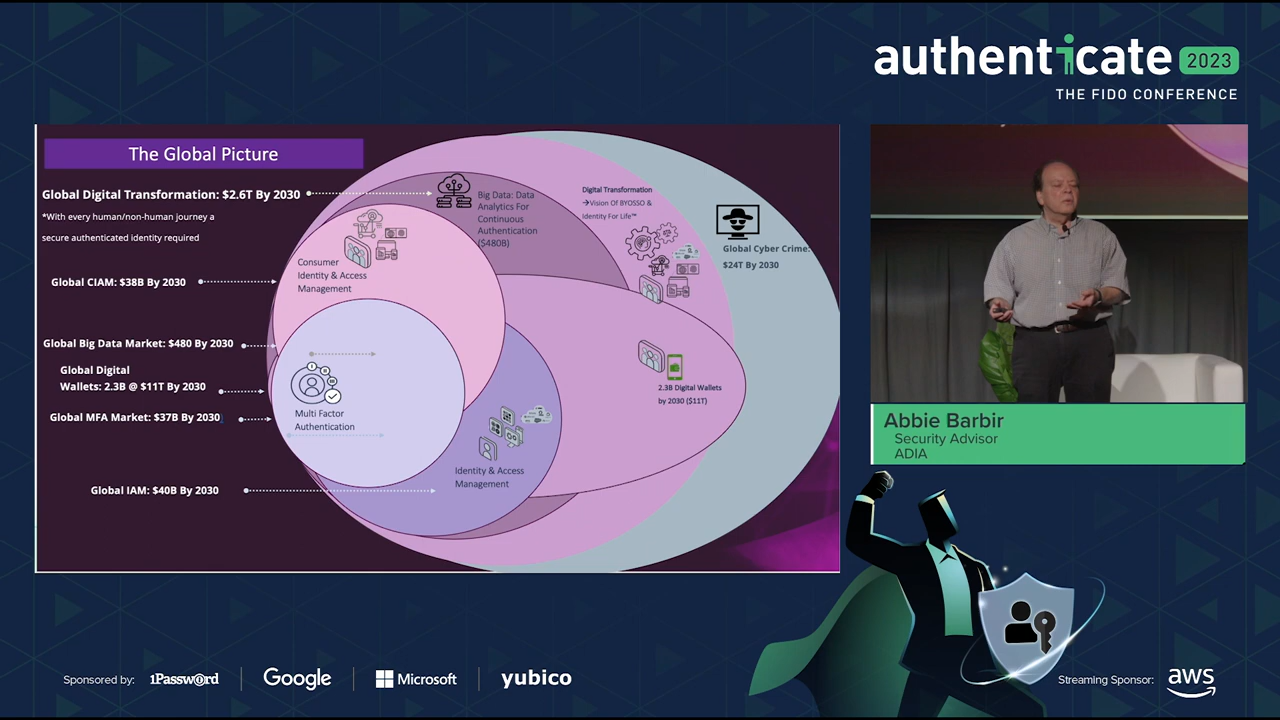 authenticate 2023
THE FIDO CONFERENCE
The Global Picture
Global Digital Transformation: $2.6T By 2030
*With every human/non-human journey a
secure authenticated identity required
Global CIAM: $38B By 2030
Global Big Data Market: $480 By 2030
Global Digital
Wallets: 2.3B @ $11T By 2030
Global MFA Market: $37B By 2030
Global IAM: $40B By 2030
Big Data: Data
Analytics For
Continuous
Authentication
($480B)
Digital Transformation
→Vision Of BYOSSO &
Identity For Life™
Global Cyber Crime:
$24T By 2030
Consumer
Identity & Access
Management
2.3B Digital Wallets
by 2030 ($11T)
Multi Factor
Authentication
Identity & Access
Management
Abbie Barbir
Security Advisor
ADIA
Sponsored by:
1Password
Google
Microsoft
yubico
Streaming Sponsor:
aws